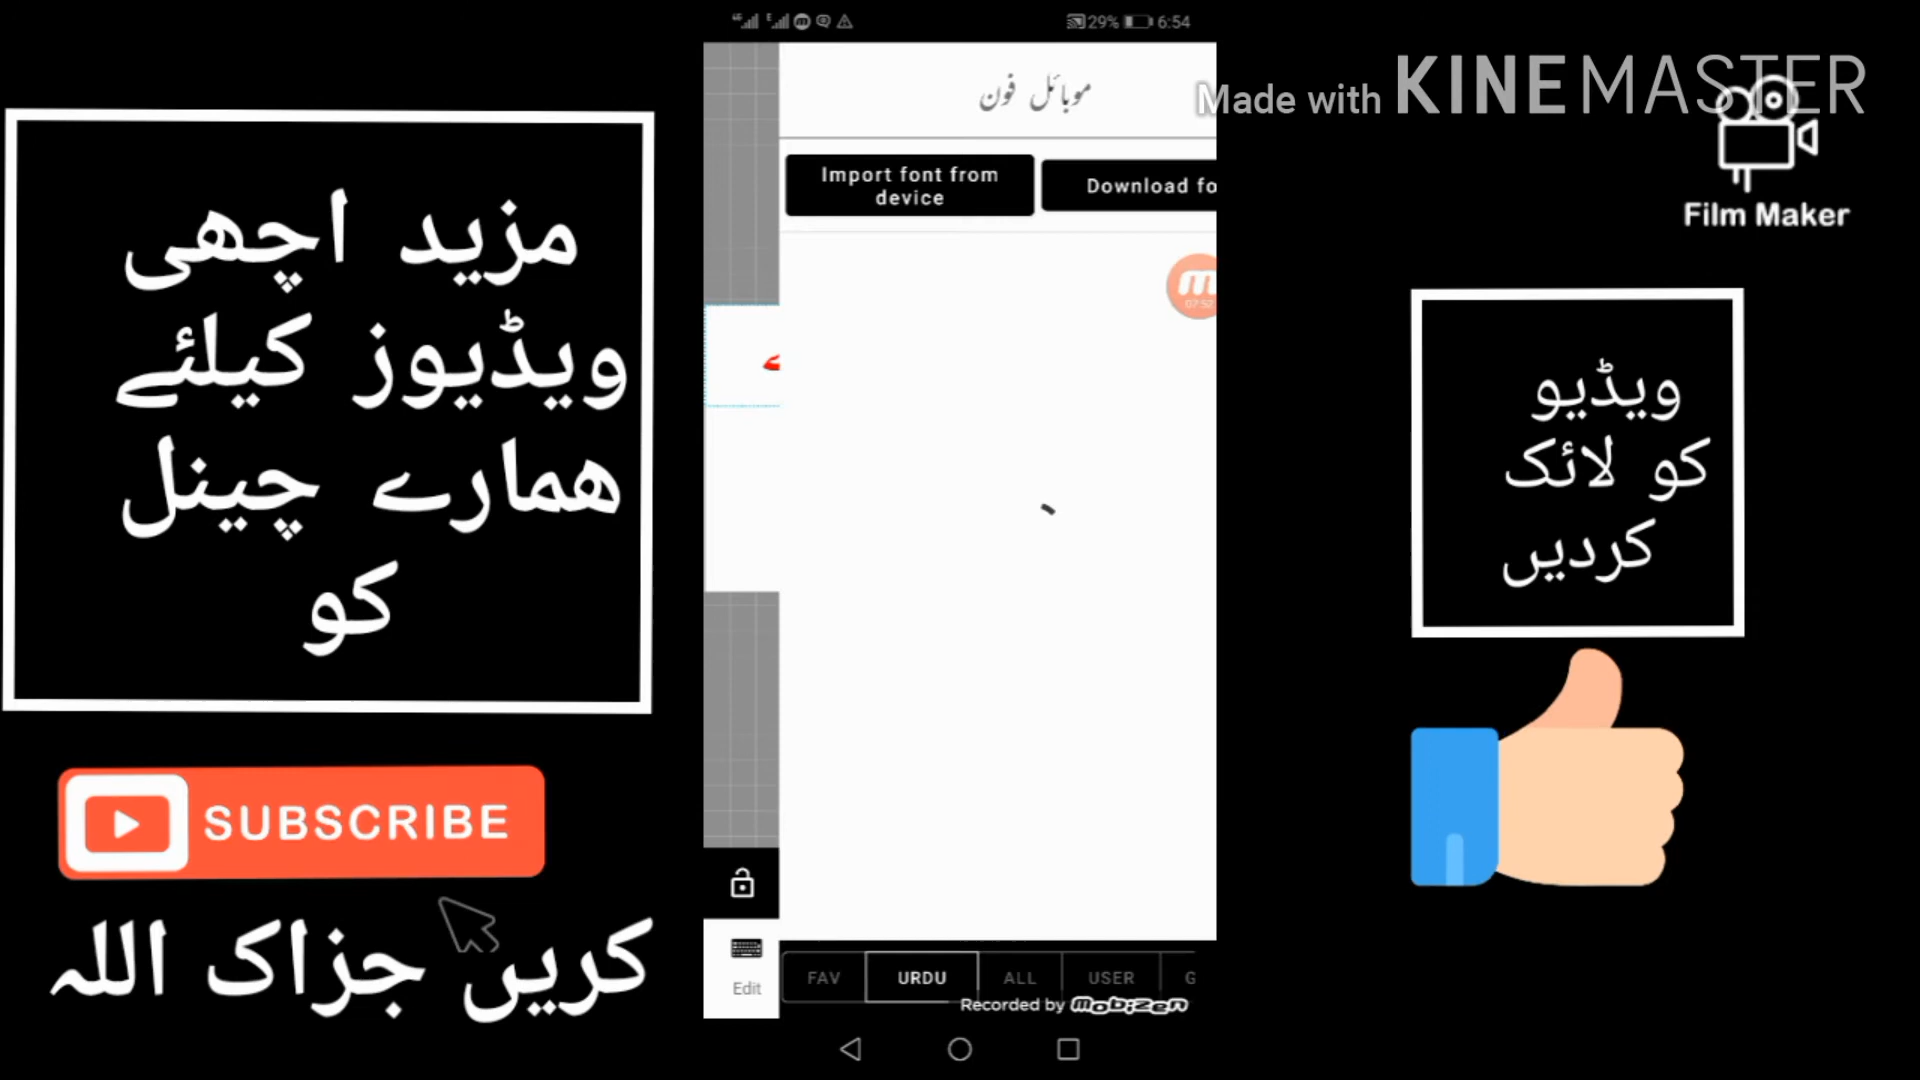 29% 6:54
موبائل فون
Made with KINEMASTER
Film Maker
Import font from
device
Download fo
07:57
مزید اچھی
ویڈیوز کیلئے
ھمارے چینل
کو
SUBSCRIBE
کریں جزاک اللہ
ویڈیو
کو لائک
کردیں
Edit
FAV URDU ALL USER G
Recorded by mobizen